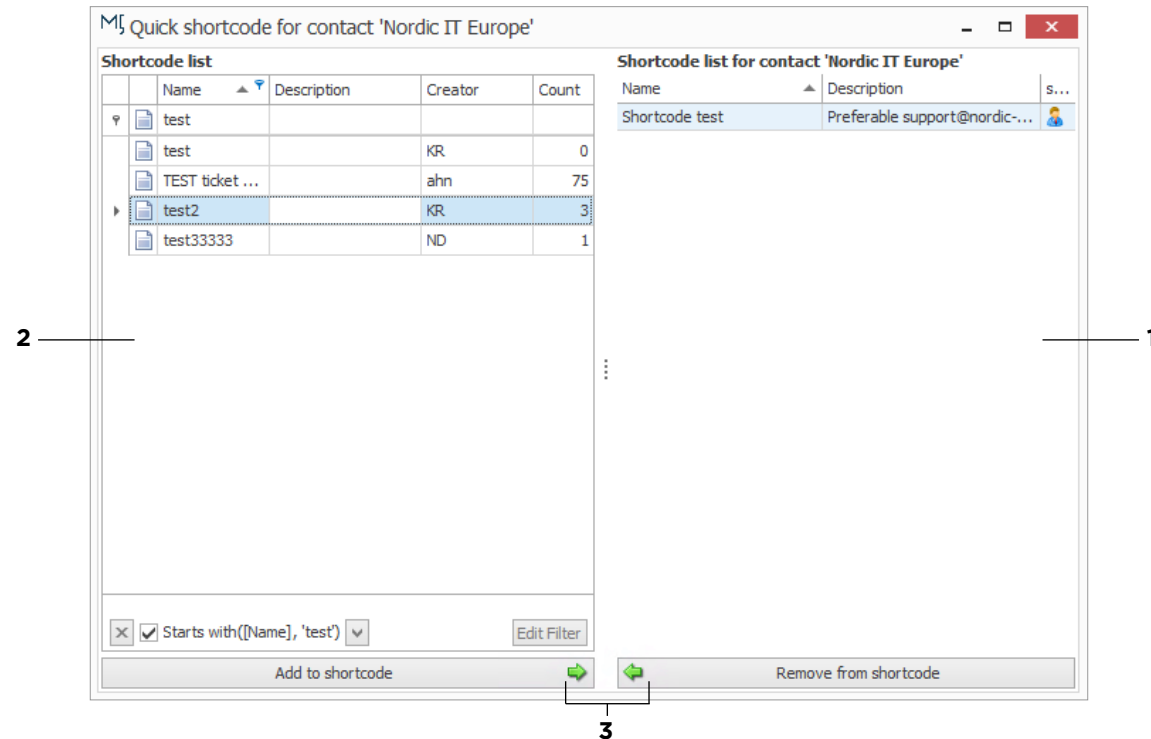 Quick shortcode for contact 'Nordic IT Europe'
Shortcode list
Name Description Creator Count
test
test KR 0
TEST ticket ... ahn 75
test2 KR 3
test33333 ND 1
Starts with([Name], 'test') Edit Filter
Add to shortcode
Shortcode list for contact 'Nordic IT Europe'
Name Description s...
Shortcode test Preferable support@nordic-...
Remove from shortcode
2
1
3